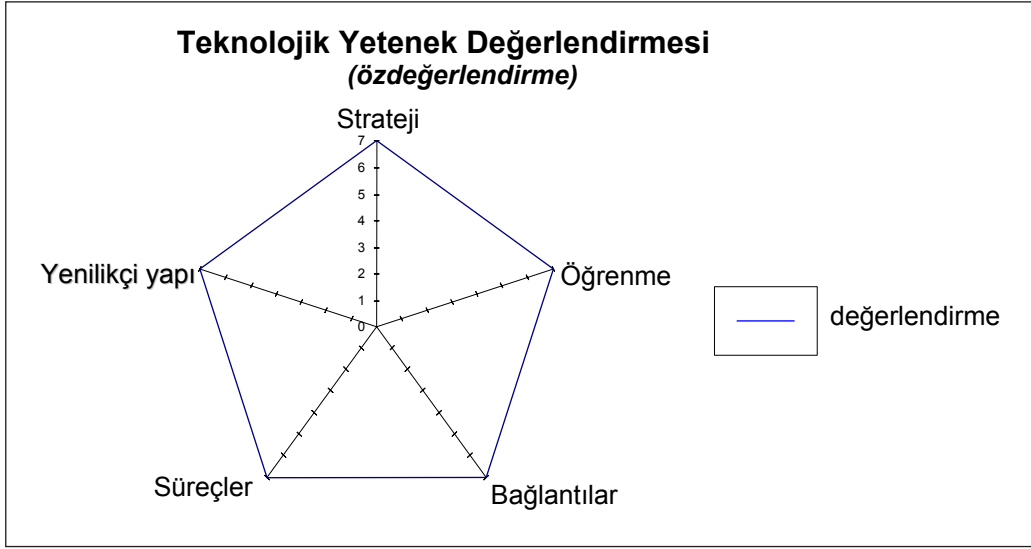 Teknolojik Yetenek Değerlendirmesi
(özdeğerlendirme)
Strateji
7
6
5
4
3
2
1
0
Yenilikçi yapı
Öğrenme
değerlendirme
Süreçler
Bağlantılar